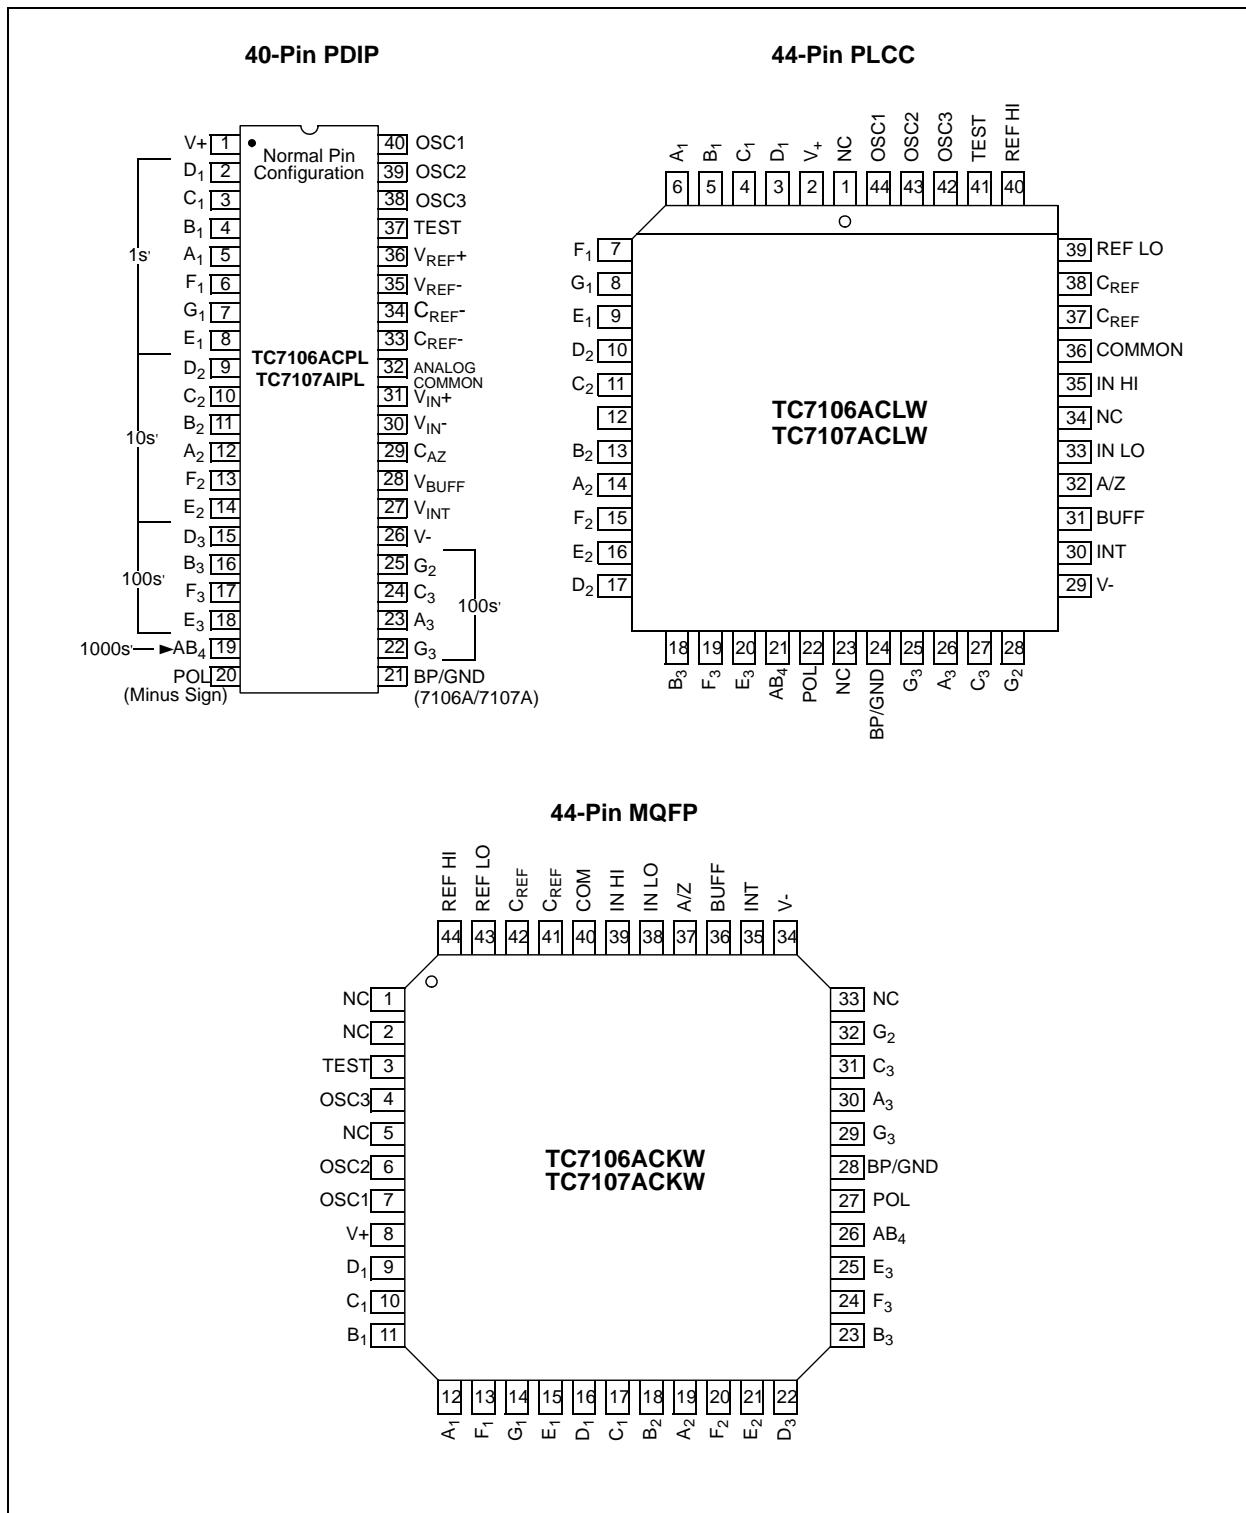 40-Pin PDIP
V+ 1
D1 2
C1 3
B1 4
A1 5
F1 6
G1 7
E1 8
D2 9
C2 10
B2 11
A2 12
F2 13
E2 14
D3 15
B3 16
F3 17
E3 18
AB4 19
POL 20
(Minus Sign)
1s'
10s'
100s'
1000s'
Normal Pin
Configuration
TC7106ACPL
TC7107AIPL
40 OSC1
39 OSC2
38 OSC3
37 TEST
36 VREF+
35 VREF-
34 CREF-
33 CREF-
32 ANALOG
COMMON
31 VIN+
30 VIN-
29 CAZ
28 VBUFF
27 VINT
26 V-
25 G2
24 C3
23 A3
22 G3
21 BP/GND
(7106A/7107A)
100s'
44-Pin PLCC
A1 B1 C1 D1 V+ NC OSC1 OSC2 OSC3 TEST REF HI
6 5 4 3 2 1 44 43 42 41 40
F1 7
G1 8
E1 9
D2 10
C2 11
12
B2 13
A2 14
F2 15
E2 16
D2 17
TC7106ACLW
TC7107ACLW
39 REF LO
38 CREF
37 CREF
36 COMMON
35 IN HI
34 NC
33 IN LO
32 A/Z
31 BUFF
30 INT
29 V-
18 19 20 21 22 23 24 25 26 27 28
B3 F3 E3 AB4 POL NC BP/GND G3 A3 C3 G2
44-Pin MQFP
REF HI REF LO CREF CREF COM IN HI IN LO A/Z BUFF INT V-
44 43 42 41 40 39 38 37 36 35 34
NC 1
NC 2
TEST 3
OSC3 4
NC 5
OSC2 6
OSC1 7
V+ 8
D1 9
C1 10
B1 11
TC7106ACKW
TC7107ACKW
33 NC
32 G2
31 C3
30 A3
29 G3
28 BP/GND
27 POL
26 AB4
25 E3
24 F3
23 B3
12 13 14 15 16 17 18 19 20 21 22
A1 F1 G1 E1 D1 C1 B2 A2 F2 E2 D3